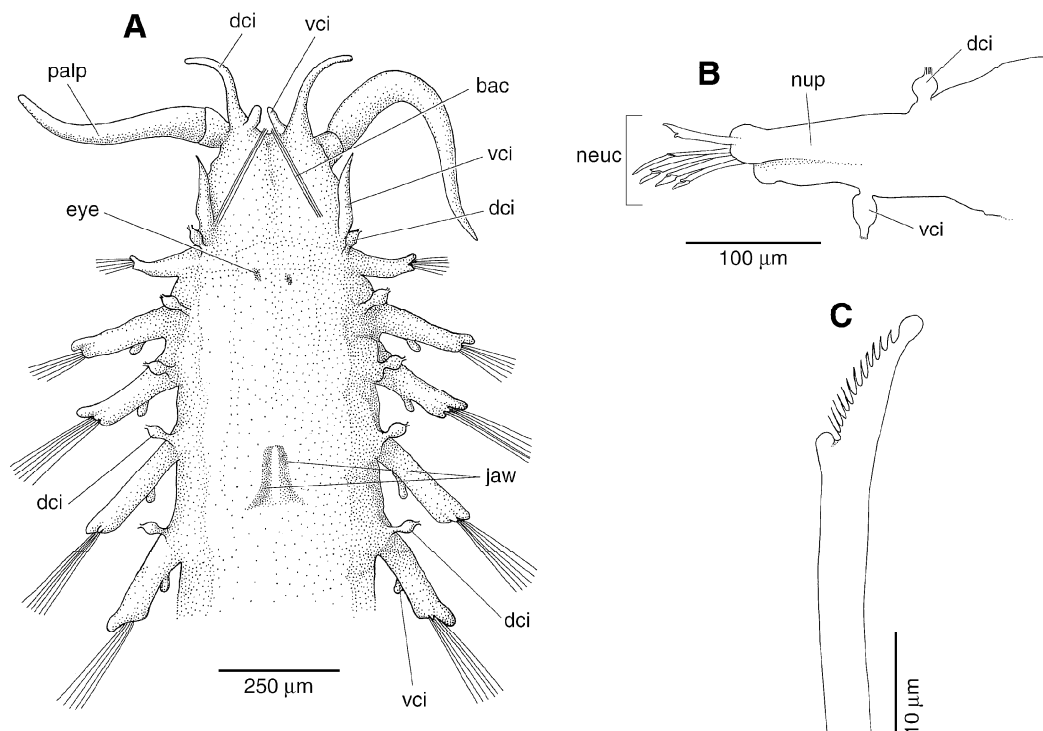 A
dci
vci
palp
bac
vci
dci
eye
jaw
dci
dci
vci
250 µm
B
dci
nup
neuc
vci
100 µm
C
10 µm